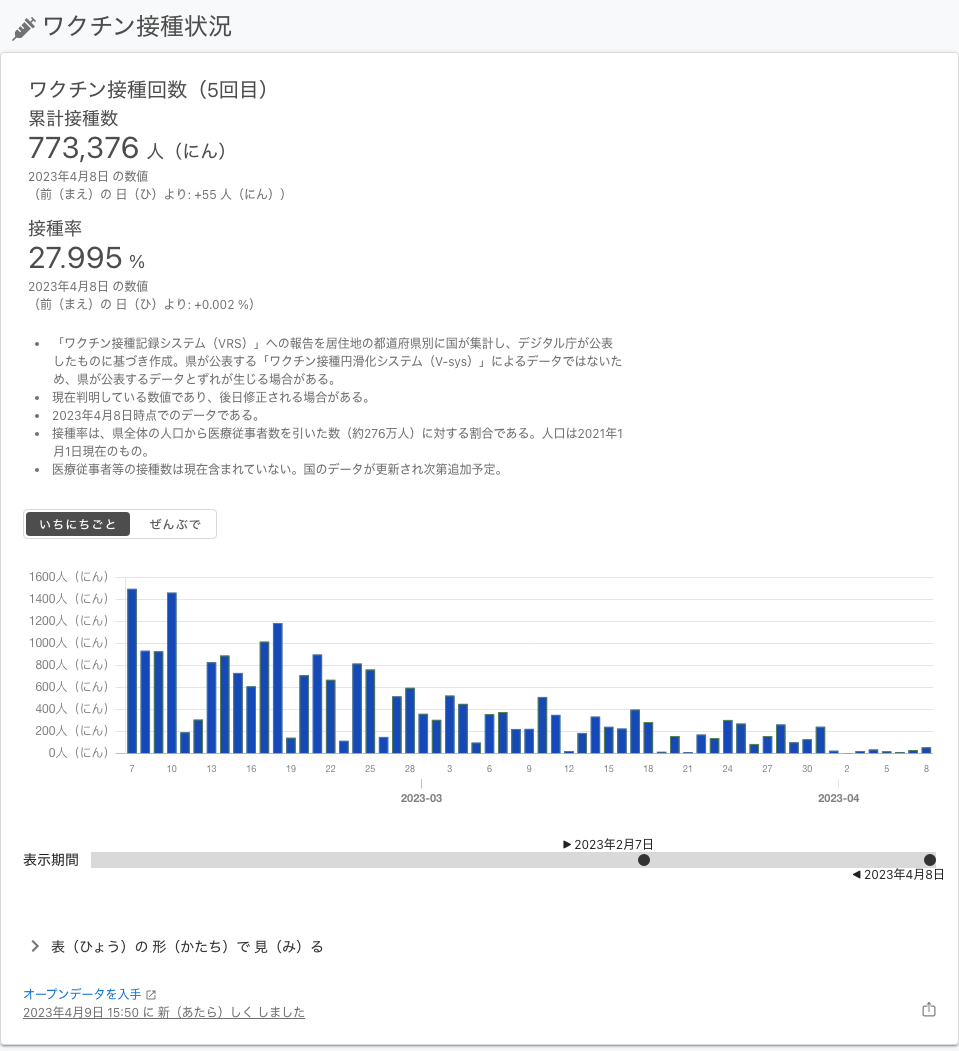 ワクチン接種状況
ワクチン接種回数（5回目）
累計接種数
773,376 人（にん）
2023年4月8日 の数値
（前（まえ）の 日（ひ）より: +55 人（にん））
接種率
27.995 %
2023年4月8日 の数値
（前（まえ）の 日（ひ）より: +0.002 %）
• 「ワクチン接種記録システム（VRS）」への報告を居住地の都道府県別に国が集計し、デジタル庁が公表
したものに基づき作成。県が公表する「ワクチン接種円滑化システム（V-sys）」によるデータではないた
め、県が公表するデータとずれが生じる場合がある。
• 現在判明している数値であり、後日修正される場合がある。
• 2023年4月8日時点でのデータである。
• 接種率は、県全体の人口から医療従事者数を引いた数（約276万人）に対する割合である。人口は2021年1
月1日現在のもの。
• 医療従事者等の接種数は現在含まれていない。国のデータが更新され次第追加予定。
いちにちごと ぜんぶで
1600人（にん）
1400人（にん）
1200人（にん）
1000人（にん）
800人（にん）
600人（にん）
400人（にん）
200人（にん）
0人（にん）
7 10 13 16 19 22 25 28 3 6 9 12 15 18 21 24 27 30 2 5 8
2023-03 2023-04
▶ 2023年2月7日
表示期間
◀ 2023年4月8日
表（ひょう）の 形（かたち）で 見（み）る
オープンデータを入手
2023年4月9日 15:50 に 新（あたら）しく しました